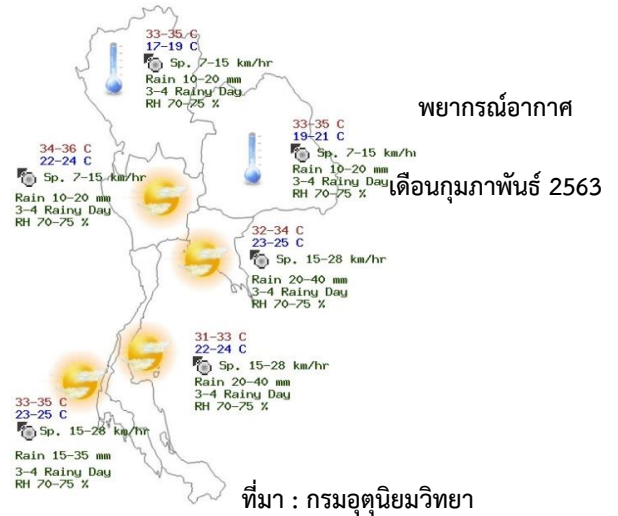 33-35 C
17-19 C
Sp. 7-15 km/hr
Rain 10-20 mm
3-4 Rainy Day
RH 70-75 %
พยากรณ์อากาศ
เดือนกุมภาพันธ์ 2563
33-35 C
19-21 C
Sp. 7-15 km/h
Rain 10-20 mm
3-4 Rainy Day
RH 70-75 %
34-36 C
22-24 C
Sp. 7-15 km/hr
Rain 10-20 mm
3-4 Rainy Day
RH 70-75 %
32-34 C
23-25 C
Sp. 15-28 km/hr
Rain 20-40 mm
3-4 Rainy Day
RH 70-75 %
31-33 C
22-24 C
Sp. 15-28 km/hr
Rain 20-40 mm
3-4 Rainy Day
RH 70-75 %
33-35 C
23-25 C
Sp. 15-28 km/hr
Rain 15-35 mm
3-4 Rainy Day
RH 70-75 %
ที่มา : กรมอุตุนิยมวิทยา